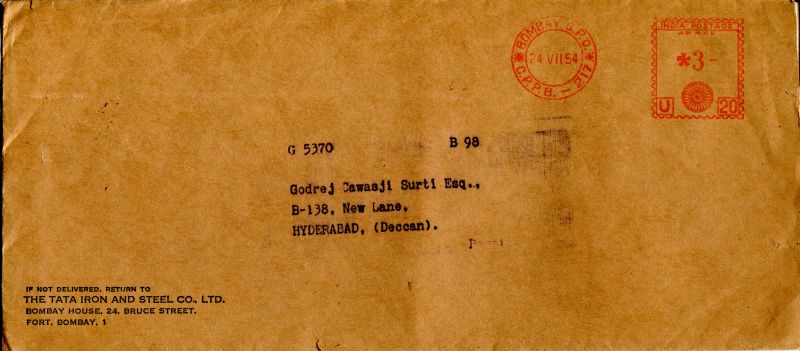 BOMBAY G.P.O.
24 VII 54
C.P.P.B. - 217
INDIA POSTAGE
ANNAS
*3-
U 20
G 5370 B 98
Godrej Cawasji Surti Esq.,
B-138, New Lane,
HYDERABAD, (Deccan).
IF NOT DELIVERED, RETURN TO
THE TATA IRON AND STEEL CO., LTD.
BOMBAY HOUSE, 24, BRUCE STREET,
FORT, BOMBAY, 1